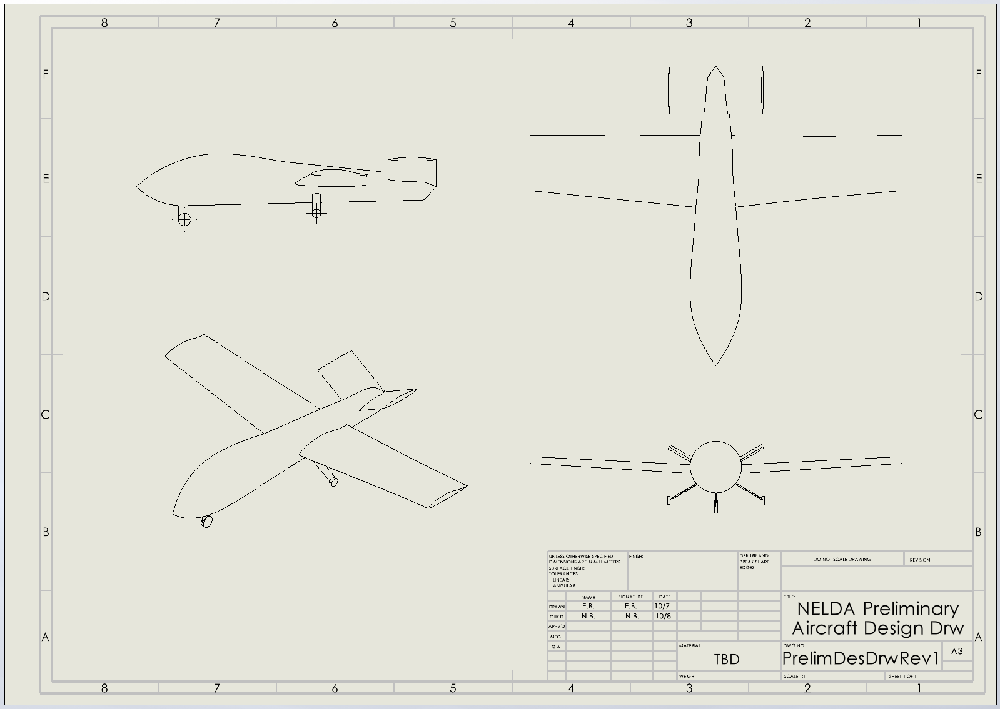 8 7 6 5 4 3 2 1
F F
E E
D D
C C
B B
A A
UNLESS OTHERWISE SPECIFIED:
DIMENSIONS ARE IN MILLIMETERS
SURFACE FINISH:
TOLERANCES:
LINEAR:
ANGULAR:
FINISH:
DEBURR AND
BREAK SHARP
EDGES
DO NOT SCALE DRAWING
REVISION
NAME SIGNATURE DATE
DRAWN E.B. E.B. 10/7
CHK'D N.B. N.B. 10/8
APPV'D
MFG
Q.A
MATERIAL:
TBD
WEIGHT:
TITLE:
NELDA Preliminary
Aircraft Design Drw
DWG NO.
PrelimDesDrwRev1
A3
SCALE:1:1
SHEET 1 OF 1
8 7 6 5 4 3 2 1